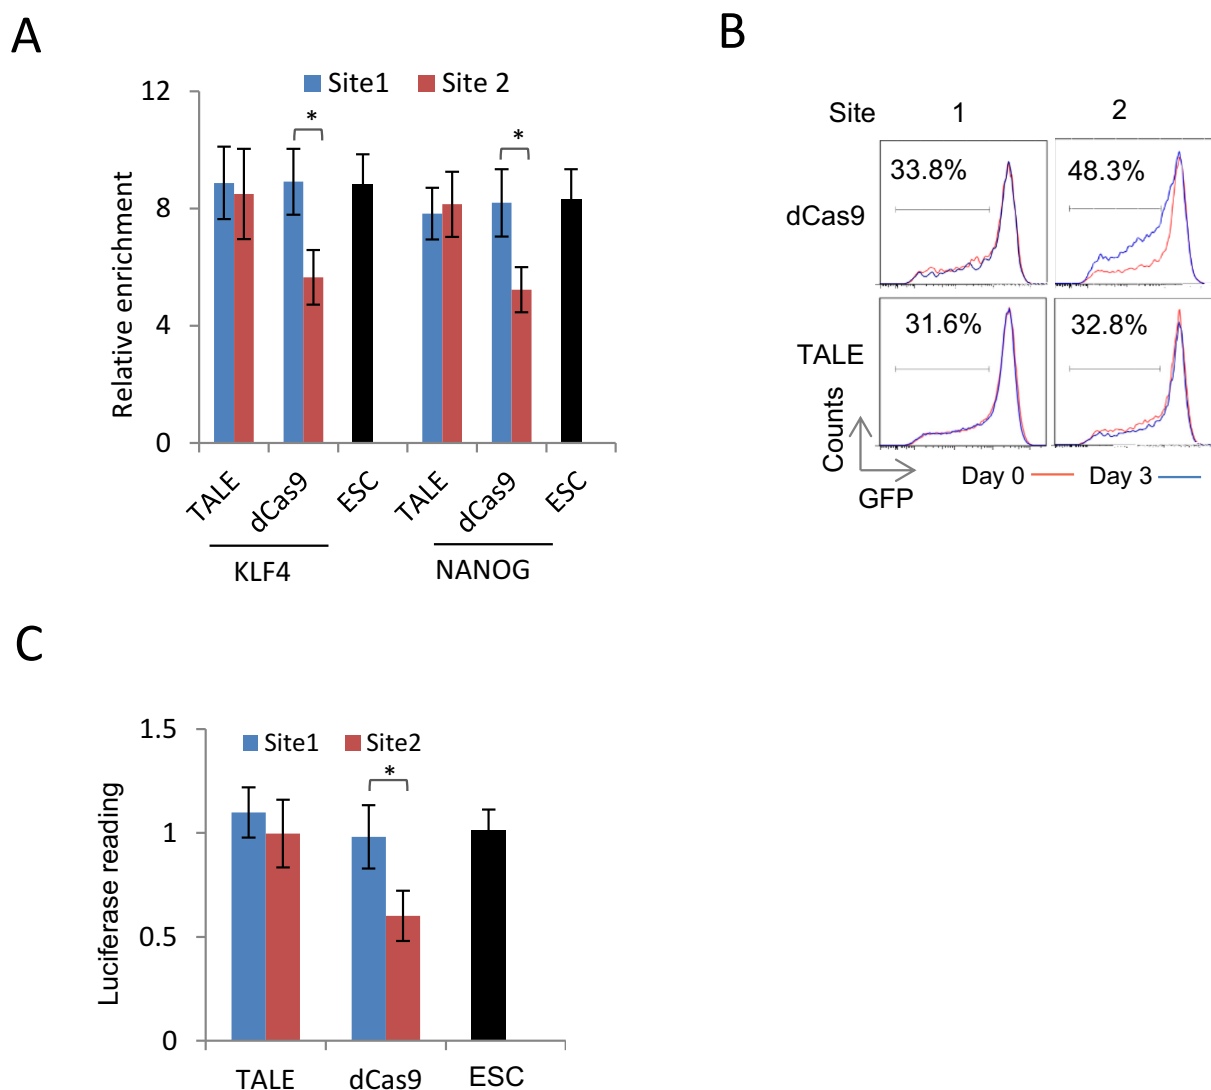 A
Site1 Site 2
12
8
4
0
Relative enrichment
*
*
TALE dCas9 ESC TALE dCas9 ESC
KLF4 NANOG
B
Site 1 2
dCas9 33.8% 48.3%
TALE 31.6% 32.8%
Counts
GFP
Day 0 Day 3
C
1.5
1
0.5
0
Luciferase reading
Site1 Site2
*
TALE dCas9 ESC